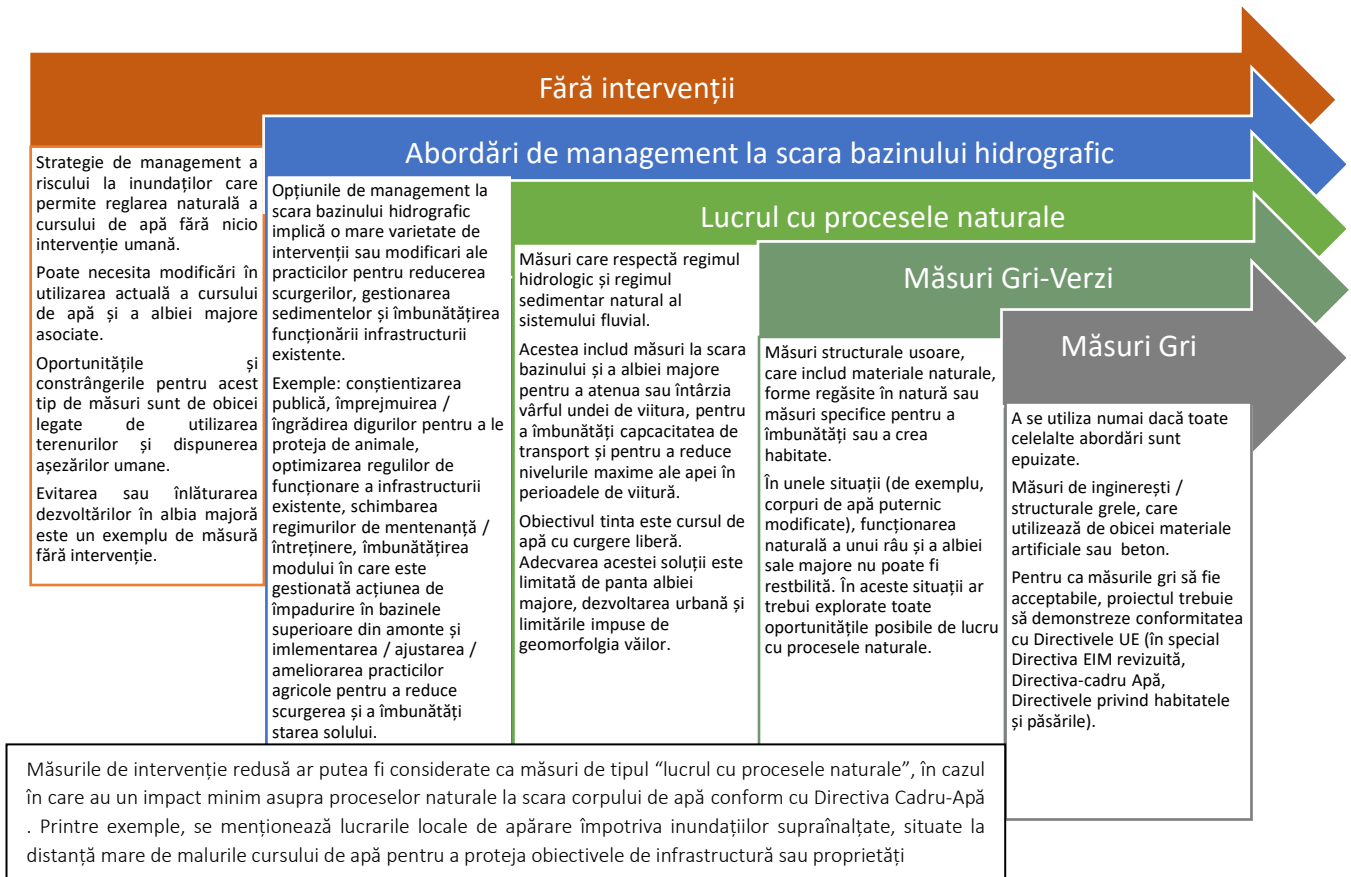 Fără intervenții
Strategie de management a
riscului la inundaților care
permite reglarea naturală a
cursului de apă fără nicio
intervenție umană.
Poate necesita modificări în
utilizarea actuală a cursului
de apă și a albiei majore
asociate.
Oportunitățile și
constrângerile pentru acest
tip de măsuri sunt de obicei
legate de utilizarea
terenurilor și dispunerea
așezărilor umane.
Evitarea sau înlăturarea
dezvoltărilor în albia majoră
este un exemplu de măsură
fără intervenție.
Abordări de management la scara bazinului hidrografic
Opțiunile de management la
scara bazinului hidrografic
implică o mare varietate de
intervenții sau modificari ale
practicilor pentru reducerea
scurgerilor, gestionarea
sedimentelor și îmbunătățirea
funcționării infrastructurii
existente.
Exemple: conștientizarea
publică, împrejmuirea /
îngrădirea digurilor pentru a le
proteja de animale,
optimizarea regulilor de
funcționare a infrastructurii
existente, schimbarea
regimurilor de mentenanță /
întreținere, îmbunătățirea
modului în care este
gestionată acțiunea de
împadurire în bazinele
superioare din amonte și
imlementarea / ajustarea /
ameliorarea practicilor
agricole pentru a reduce
scurgerea și a îmbunătăți
starea solului.
Lucrul cu procesele naturale
Măsuri care respectă regimul
hidrologic și regimul
sedimentar natural al
sistemului fluvial.
Acestea includ măsuri la scara
bazinului și a albiei majore
pentru a atenua sau întârzia
vârful undei de viitura, pentru
a îmbunătăți capcacitatea de
transport și pentru a reduce
nivelurile maxime ale apei în
perioadele de viitură.
Obiectivul tinta este cursul de
apă cu curgere liberă.
Adecvarea acestei soluții este
limitată de panta albiei
majore, dezvoltarea urbană și
limitările impuse de
geomorfolgia văilor.
Măsuri Gri-Verzi
Măsuri structurale usoare,
care includ materiale naturale,
forme regăsite în natură sau
măsuri specifice pentru a
îmbunătăți sau a crea
habitate.
În unele situații (de exemplu,
corpuri de apă puternic
modificate), funcționarea
naturală a unui râu și a albiei
sale majore nu poate fi
restbilită. În aceste situații ar
trebui explorate toate
oportunitățile posibile de lucru
cu procesele naturale.
Măsuri Gri
A se utiliza numai dacă toate
celelalte abordări sunt
epuizate.
Măsuri de inginerești /
structurale grele, care
utilizează de obicei materiale
artificiale sau beton.
Pentru ca măsurile gri să fie
acceptabile, proiectul trebuie
să demonstreze conformitatea
cu Directivele UE (în special
Directiva EIM revizuită,
Directiva-cadru Apă,
Directivele privind habitatele
și păsările).
Măsurile de intervenție redusă ar putea fi considerate ca măsuri de tipul “lucrul cu procesele naturale”, în cazul
în care au un impact minim asupra proceselor naturale la scara corpului de apă conform cu Directiva Cadru-Apă
. Printre exemple, se menționează lucrarile locale de apărare împotriva inundațiilor supraînalțate, situate la
distanță mare de malurile cursului de apă pentru a proteja obiectivele de infrastructură sau proprietăți